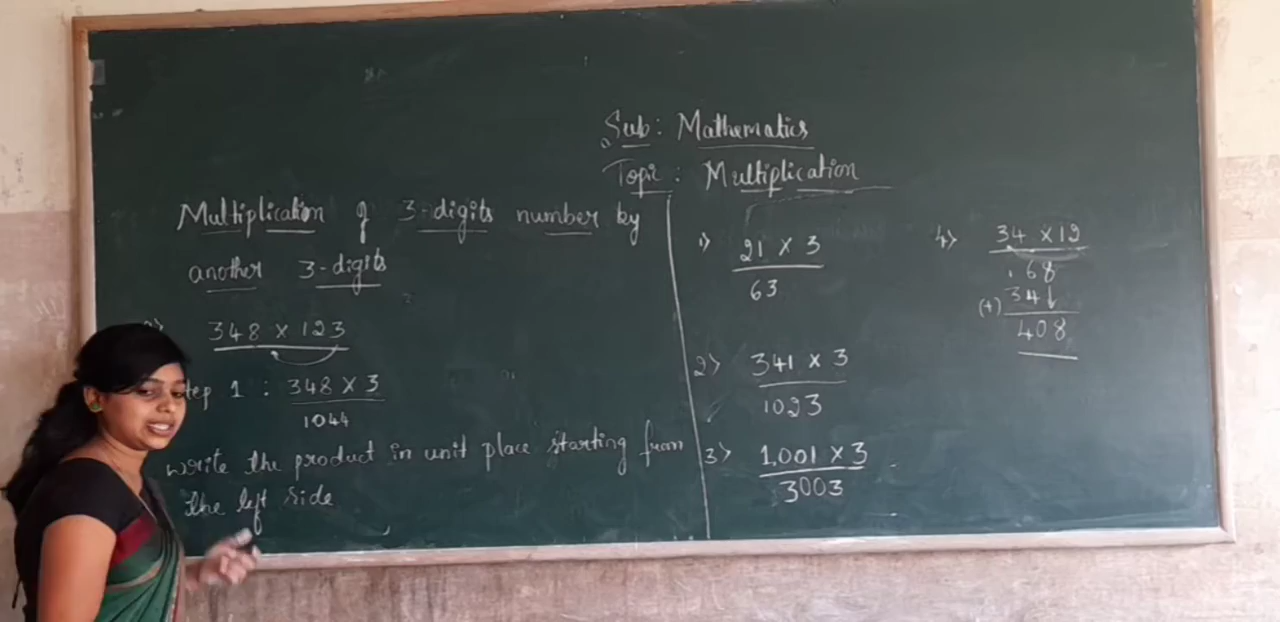 Sub: Mathematics
Topic: Multiplication
Multiplication of 3-digits number by
another 3-digits
348 x 123
tep 1 : 348 x 3
1044
write the product in unit place starting from
the left side
1) 21 x 3
63
2) 341 x 3
1023
3) 1,001 x 3
3003
4) 34 x 12
68
(+) 34↓
408